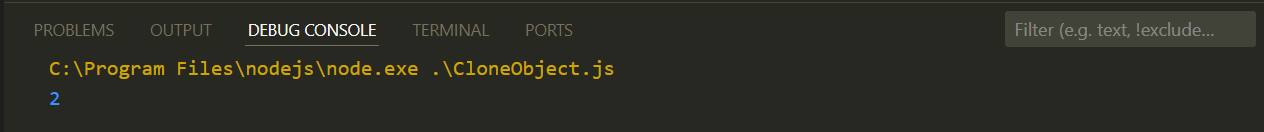 PROBLEMS OUTPUT DEBUG CONSOLE TERMINAL PORTS Filter (e.g. text, !exclude...
C:\Program Files\nodejs\node.exe .\CloneObject.js
2